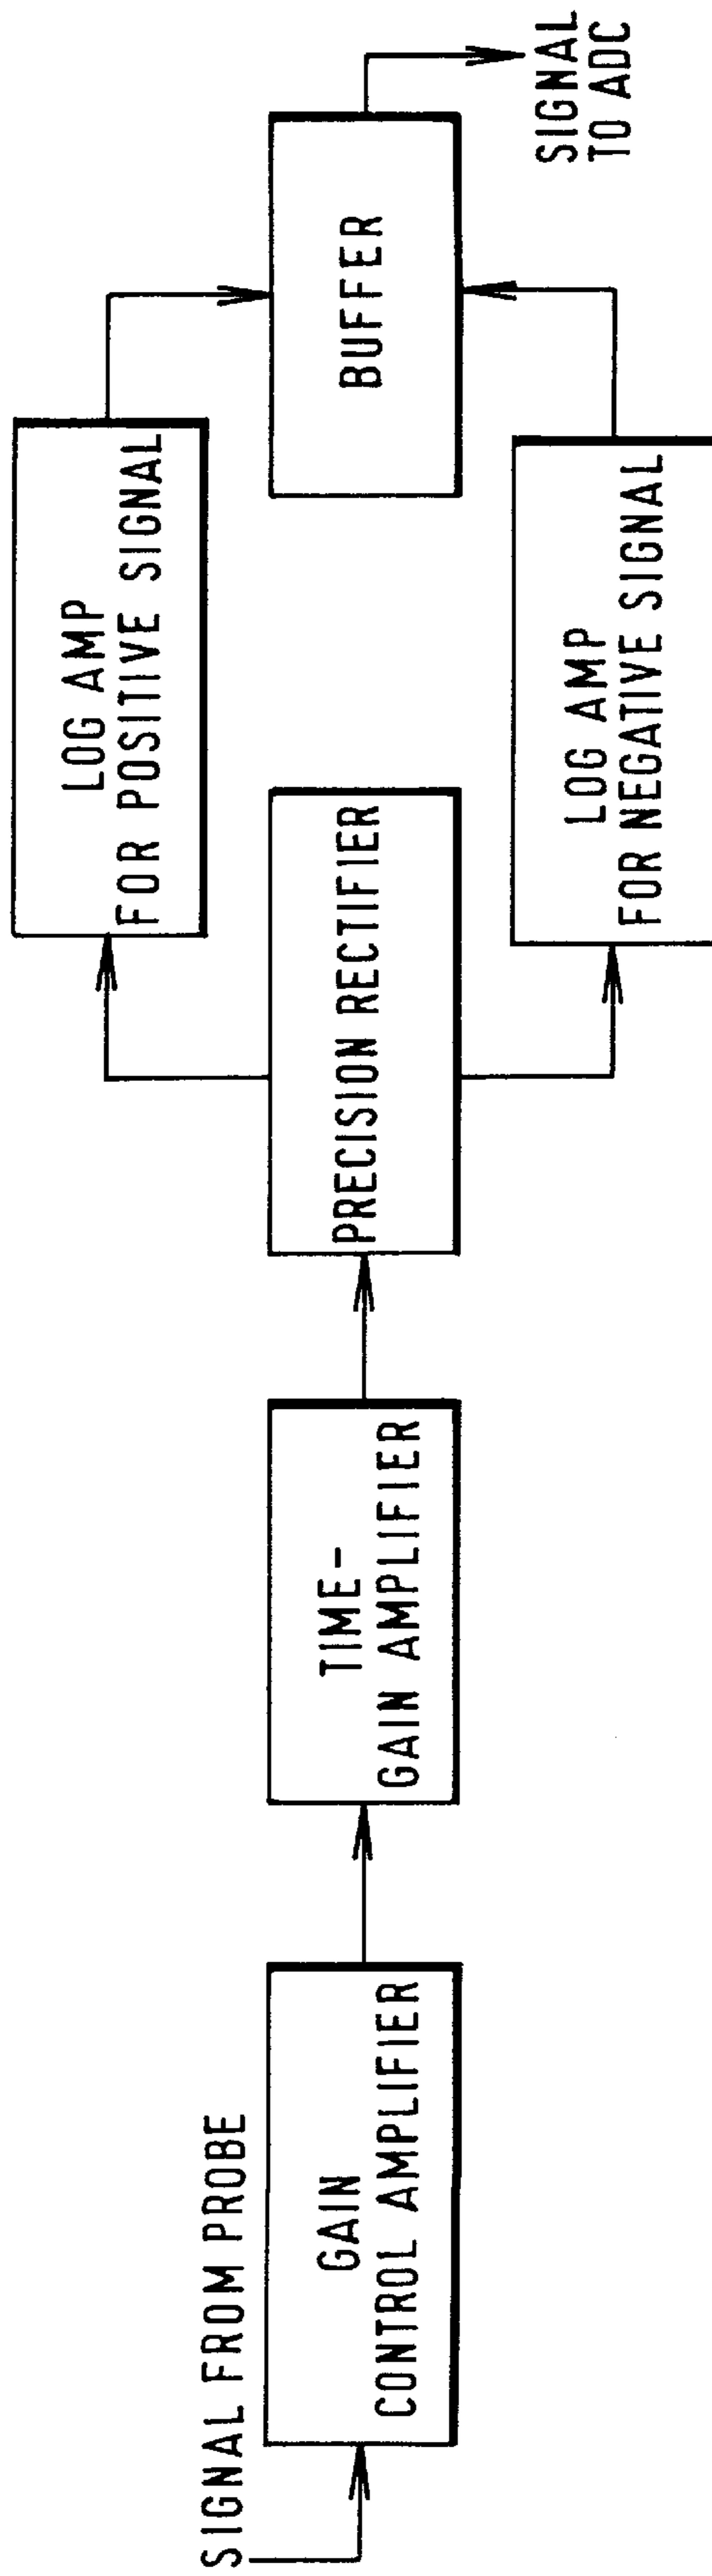 SIGNAL FROM PROBE
GAIN
CONTROL AMPLIFIER
TIME-
GAIN AMPLIFIER
PRECISION RECTIFIER
LOG AMP
FOR POSITIVE SIGNAL
LOG AMP
FOR NEGATIVE SIGNAL
BUFFER
SIGNAL
TO ADC